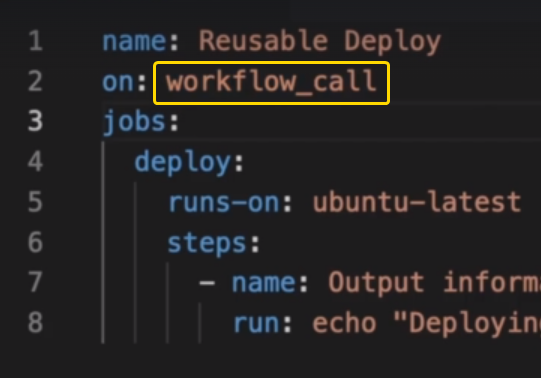 1 name: Reusable Deploy
2 on: workflow_call
3 jobs:
4 deploy:
5 runs-on: ubuntu-latest
6 steps:
7 - name: Output informa
8 run: echo "Deploying